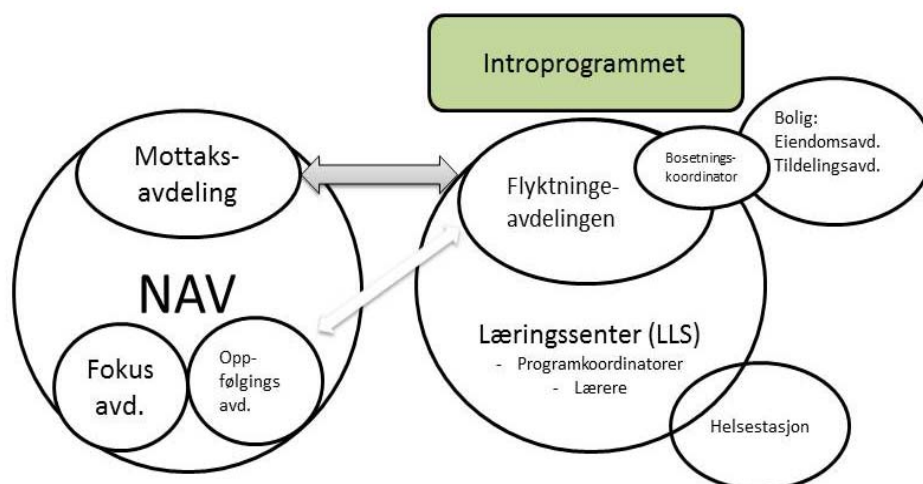 Introprogrammet
Mottaks-
avdeling
NAV
Fokus
avd.
Opp-
følgings
avd.
Flyktninge-
avdelingen
Bosetnings-
koordinator
Bolig:
Eiendomsavd.
Tildelingsavd.
Læringssenter (LLS)
- Programkoordinatorer
- Lærere
Helsestasjon